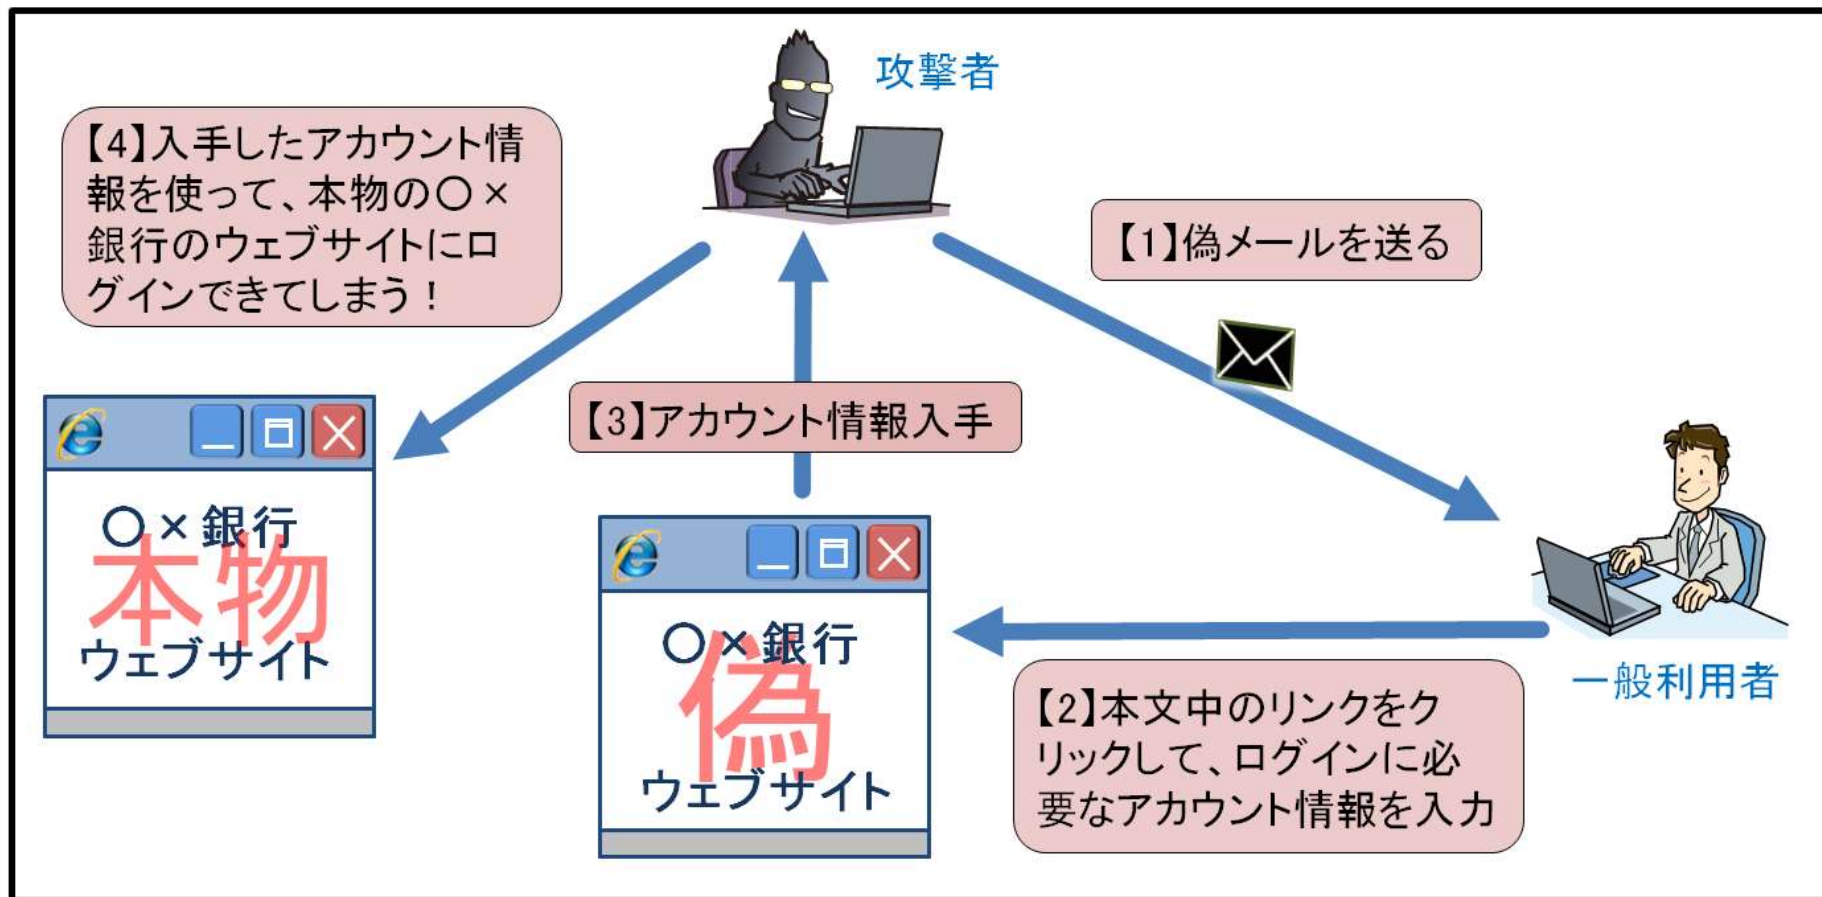 攻撃者
【4】入手したアカウント情
報を使って、本物の〇×
銀行のウェブサイトにロ
グインできてしまう！
【1】偽メールを送る
【3】アカウント情報入手
〇×銀行
本物
ウェブサイト
〇×銀行
偽
ウェブサイト
一般利用者
【2】本文中のリンクをク
リックして、ログインに必
要なアカウント情報を入力